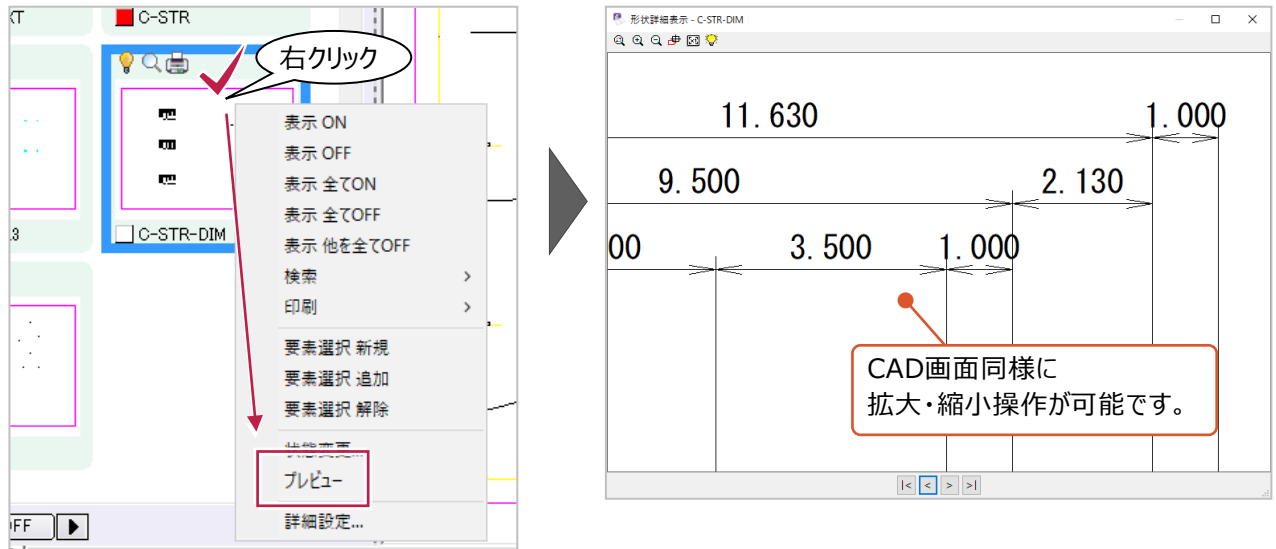 C-STR
右クリック
表示 ON
表示 OFF
表示 全てON
表示 全てOFF
表示 他を全てOFF
検索 >
印刷 >
要素選択 新規
要素選択 追加
要素選択 解除
状態変更...
プレビュー
詳細設定...
C-STR-DIM
形状詳細表示 - C-STR-DIM
11.630
1.000
9.500
2.130
00
3.500
1.000
CAD画面同様に
拡大・縮小操作が可能です。
|< < > >|